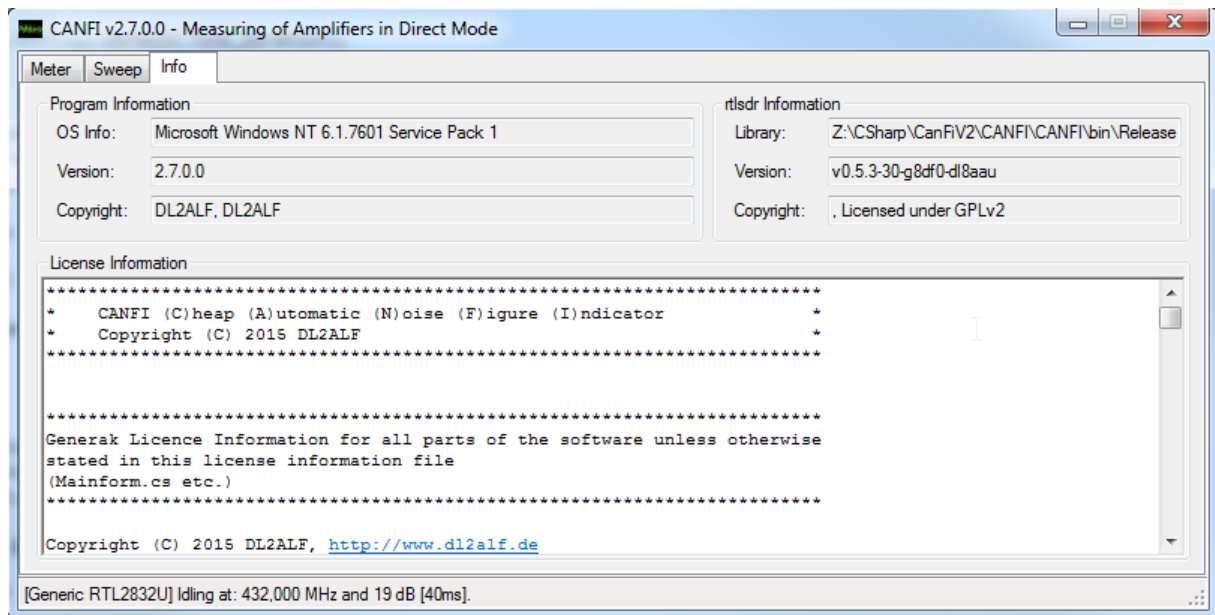 CANFI v2.7.0.0 - Measuring of Amplifiers in Direct Mode
Meter Sweep Info
Program Information
OS Info: Microsoft Windows NT 6.1.7601 Service Pack 1
Version: 2.7.0.0
Copyright: DL2ALF, DL2ALF
rtlsdr Information
Library: Z:\CSharp\CanFiV2\CANFI\CANFI\bin\Release
Version: v0.5.3-30-g8df0-dl8aau
Copyright: , Licensed under GPLv2
License Information
**************************************************************************
* CANFI (C)heap (A)utomatic (N)oise (F)igure (I)ndicator *
* Copyright (C) 2015 DL2ALF *
**************************************************************************
**************************************************************************
Generak Licence Information for all parts of the software unless otherwise
stated in this license information file
(Mainform.cs etc.)
**************************************************************************
Copyright (C) 2015 DL2ALF, http://www.dl2alf.de
[Generic RTL2832U] Idling at: 432,000 MHz and 19 dB [40ms].